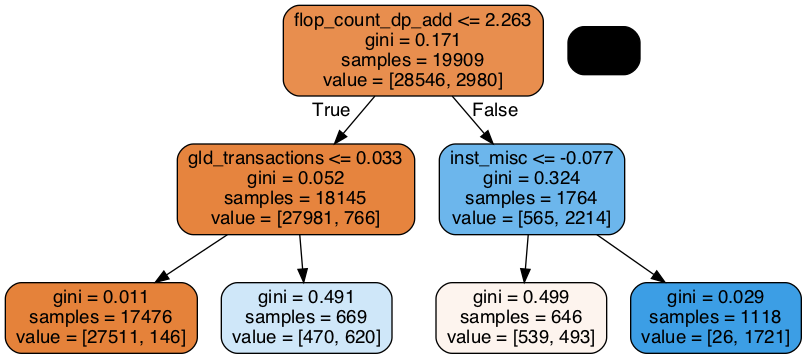 flop_count_dp_add <= 2.263
gini = 0.171
samples = 19909
value = [28546, 2980]
True
False
gld_transactions <= 0.033
gini = 0.052
samples = 18145
value = [27981, 766]
inst_misc <= -0.077
gini = 0.324
samples = 1764
value = [565, 2214]
gini = 0.011
samples = 17476
value = [27511, 146]
gini = 0.491
samples = 669
value = [470, 620]
gini = 0.499
samples = 646
value = [539, 493]
gini = 0.029
samples = 1118
value = [26, 1721]